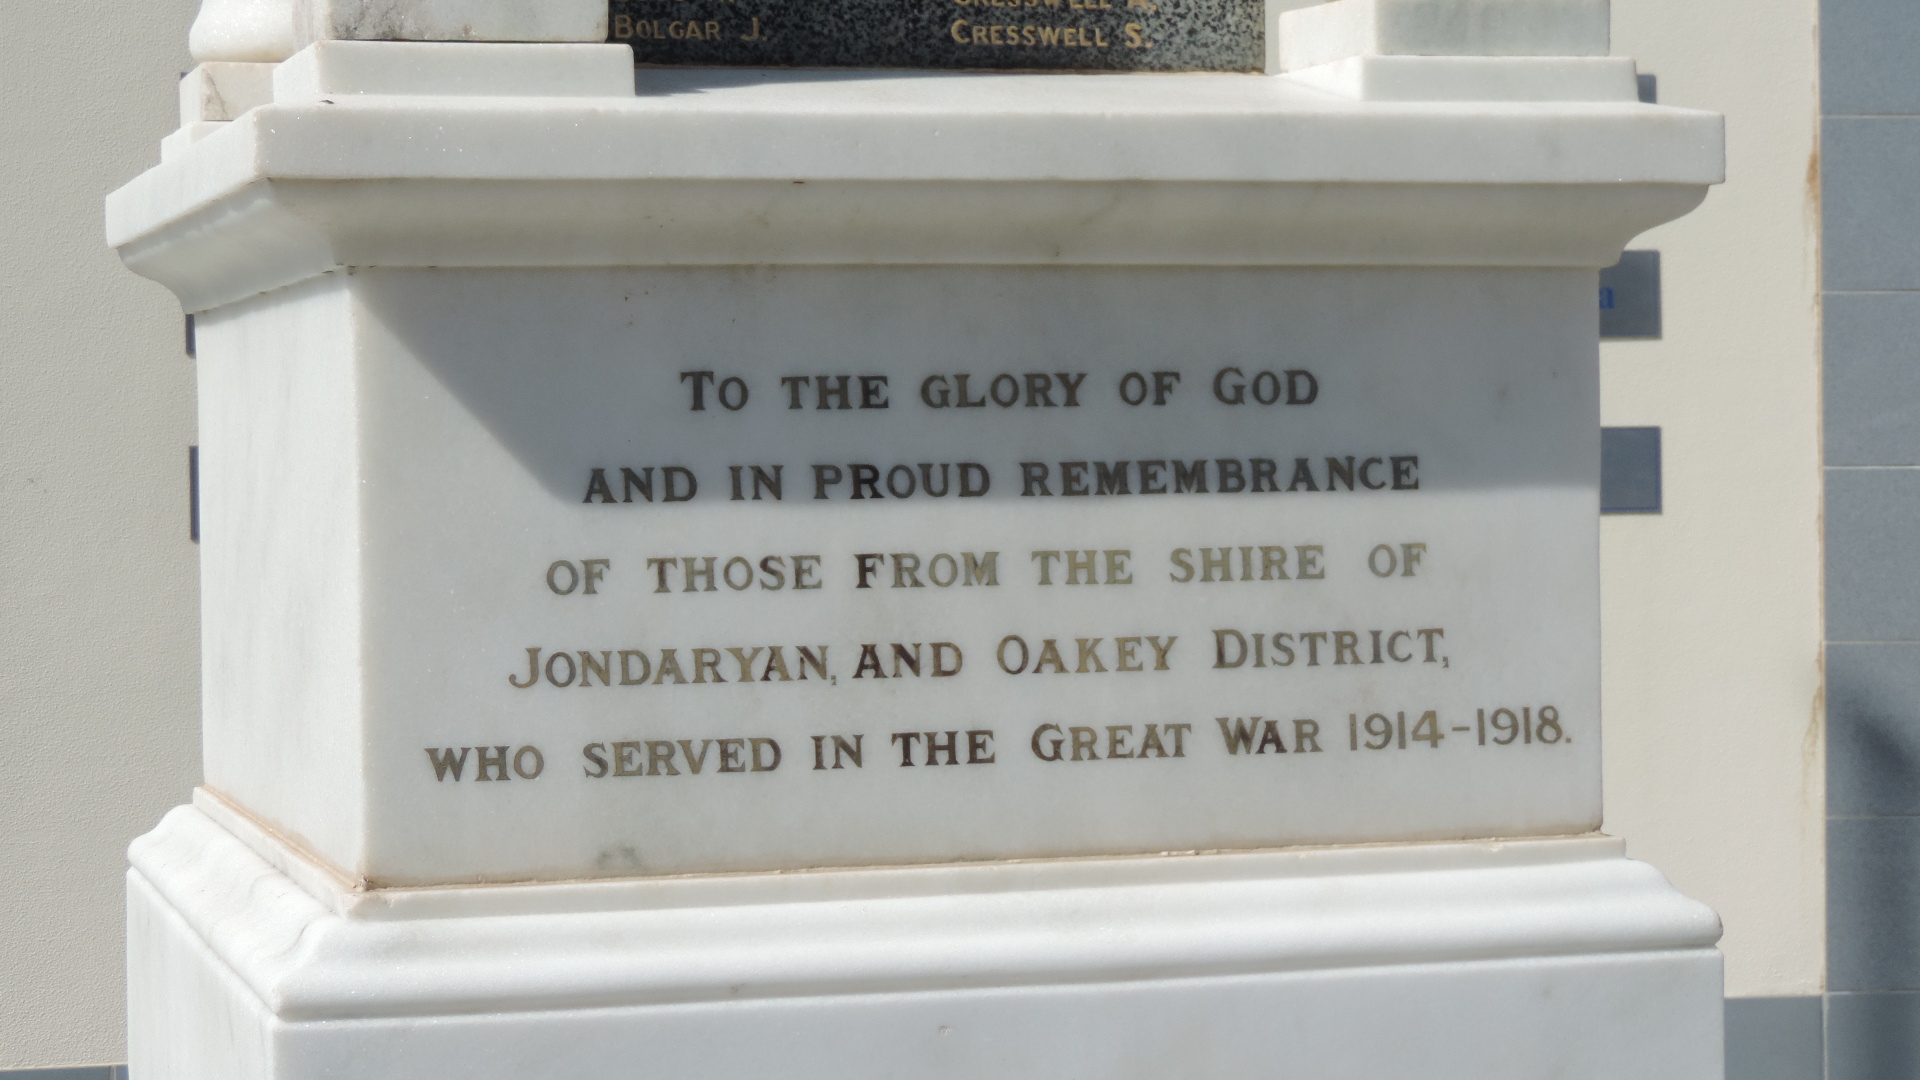 BOLGAR J. CRESSWELL A.
CRESSWELL S.
TO THE GLORY OF GOD
AND IN PROUD REMEMBRANCE
OF THOSE FROM THE SHIRE OF
JONDARYAN, AND OAKEY DISTRICT,
WHO SERVED IN THE GREAT WAR 1914-1918.
a